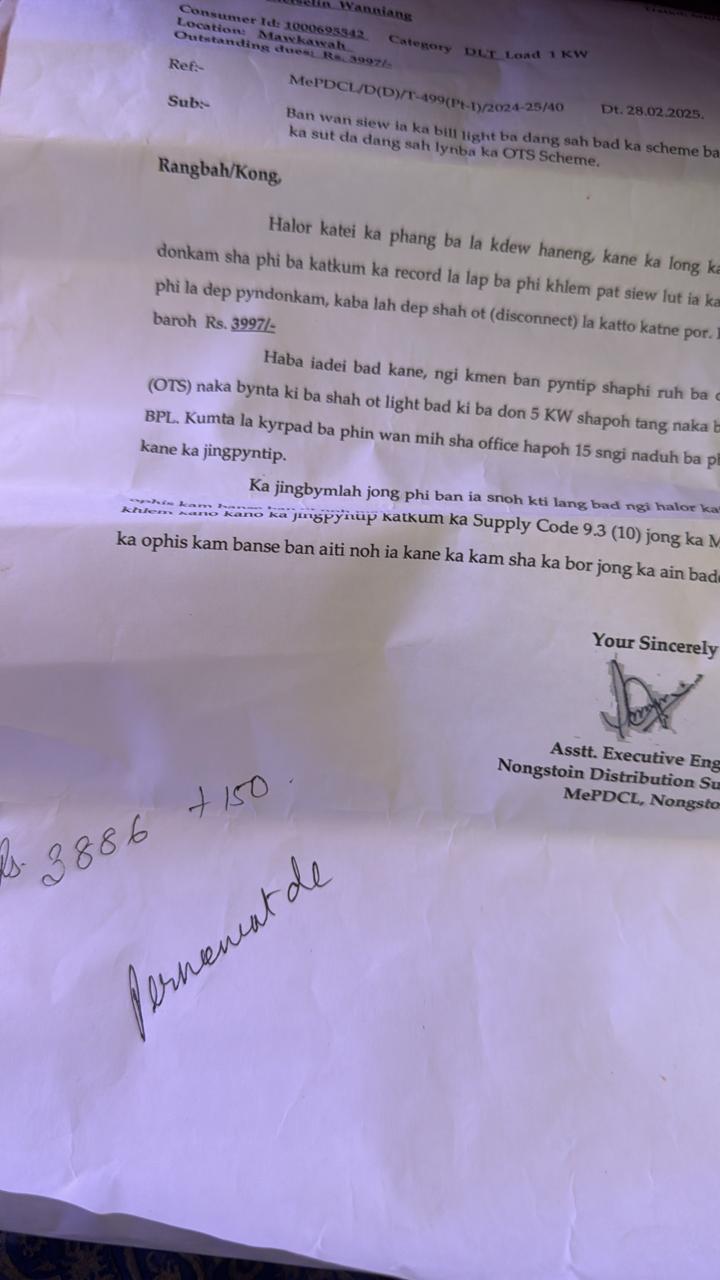 Wanniang
Consumer Id: 1000695542 Category DLT Load 1 KW
Location: Mawkawah
Outstanding dues: Rs. 3997/-
Ref:- MePDCL/D(D)/T-499(Pt-I)/2024-25/40 Dt. 28.02.2025.
Sub:- Ban wan siew ia ka bill light ba dang sah bad ka scheme ba
ka sut da dang sah lynba ka OTS Scheme.
Rangbah/Kong,
Halor katei ka phang ba la kdew haneng, kane ka long ka
donkam sha phi ba katkum ka record la lap ba phi khlem pat siew lut ia ka
phi la dep pyndonkam, kaba lah dep shah ot (disconnect) la katto katne por.
baroh Rs. 3997/-
Haba iadei bad kane, ngi kmen ban pyntip shaphi ruh ba
(OTS) naka bynta ki ba shah ot light bad ki ba don 5 KW shapoh tang naka
BPL. Kumta la kyrpad ba phin wan mih sha office hapoh 15 sngi naduh ba
kane ka jingpyntip.
Ka jingbymlah jong phi ban ia snoh kti lang bad ngi halor
khlem kano kano ka jingpyntip katkum ka Supply Code 9.3 (10) jong ka M
ka ophis kam banse ban aiti noh ia kane ka kam sha ka bor jong ka ain
Your Sincerely
Asstt. Executive Eng
Nongstoin Distribution Su
MePDCL, Nongsto
Rs. 3886 + 150
Permanat de